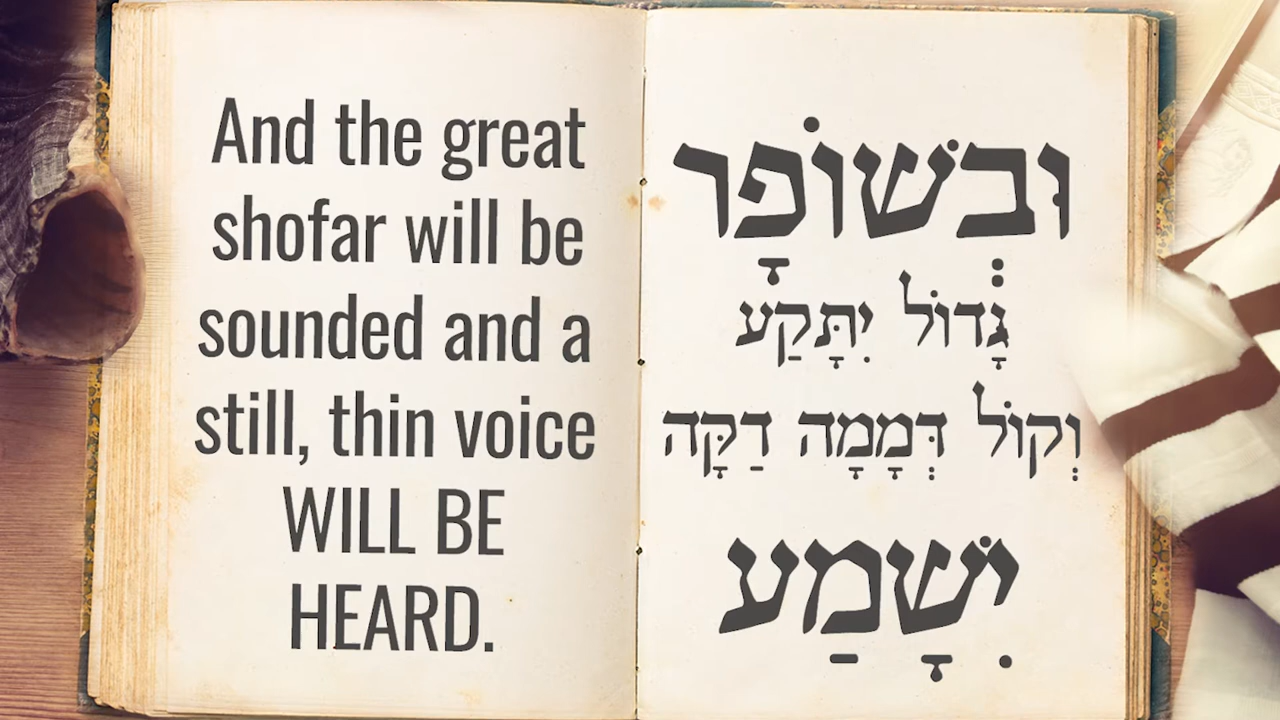 And the great
shofar will be
sounded and a
still, thin voice
WILL BE
HEARD.
וּבְשׁוֹפָר
גָּדוֹל יִתָּקַע
וְקוֹל דְּמָמָה דַקָּה
יִשָּׁמַע